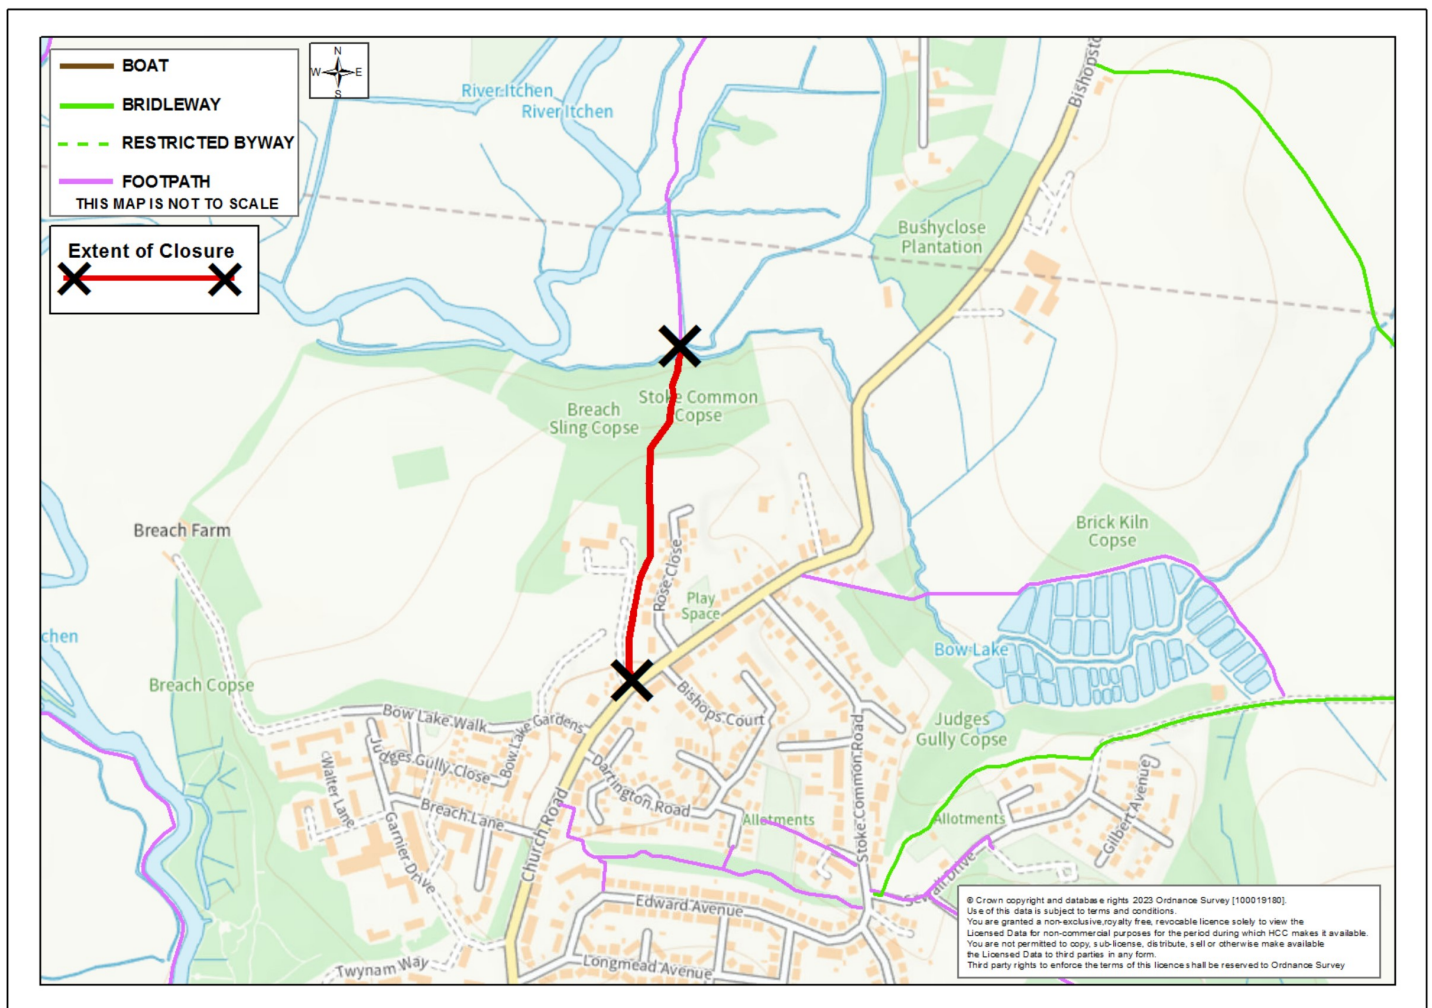 BOAT
BRIDLEWAY
RESTRICTED BYWAY
FOOTPATH
THIS MAP IS NOT TO SCALE
N
W E
S
Extent of Closure
River Itchen
River Itchen
Bushyclose
Plantation
Stoke Common
Copse
Breach
Sling Copse
Breach Farm
Brick Kiln
Copse
Rose Close
Play
Space
chen
Bow Lake
Breach Copse
Bishops Court
Bow Lake Walk
Bow Lake Gardens
Judges
Gully Copse
Judges Gully Close
Walter Lane
Dartington Road
Stoke Common Road
Gilbert Avenue
Breach Lane
Garnier Drive
Church Road
Allotments
Allotments
Edward Avenue
Drive
Twynam Way
Longmead Avenue
© Crown copyright and database rights 2023 Ordnance Survey [100019180].
Use of this data is subject to terms and conditions.
You are granted a non-exclusive,royalty free, revocable licence solely to view the
Licensed Data for non-commercial purposes for the period during which HCC makes it available.
You are not permitted to copy, sub-license, distribute, sell or otherwise make available
the Licensed Data to third parties in any form.
Third party rights to enforce the terms of this licence shall be reserved to Ordnance Survey